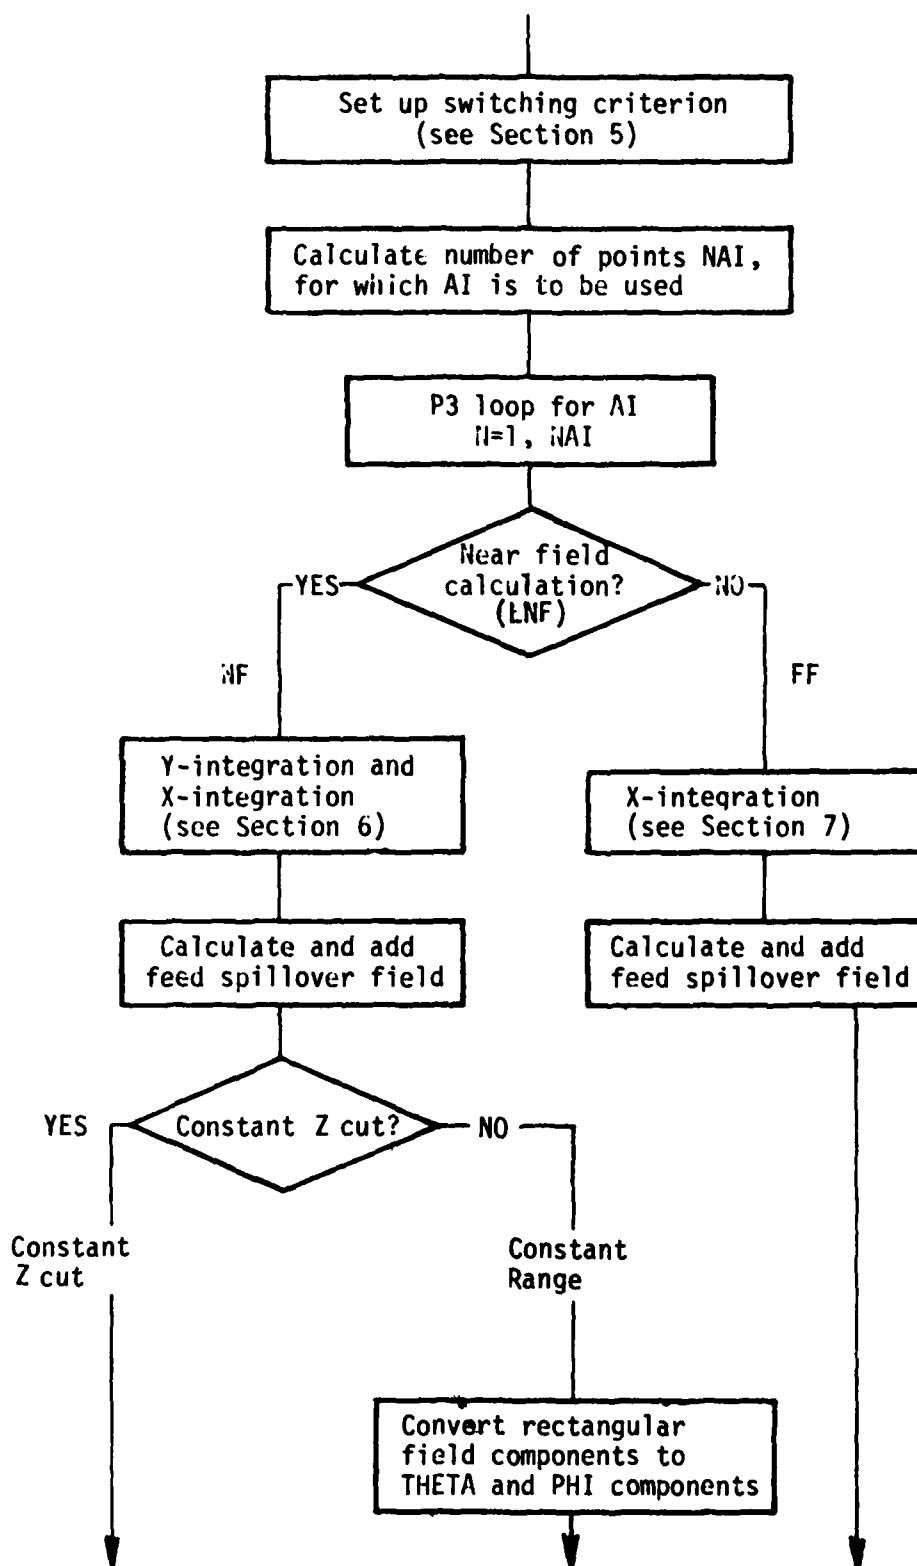 Set up switching criterion
(see Section 5)
Calculate number of points NAI,
for which AI is to be used
P3 loop for AI
N=1, NAI
Near field
calculation?
(LNF)
YES
NO
NF
FF
Y-integration and
X-integration
(see Section 6)
X-integration
(see Section 7)
Calculate and add
feed spillover field
Calculate and add
feed spillover field
Constant Z cut?
YES
NO
Constant
Z cut
Constant
Range
Convert rectangular
field components to
THETA and PHI components